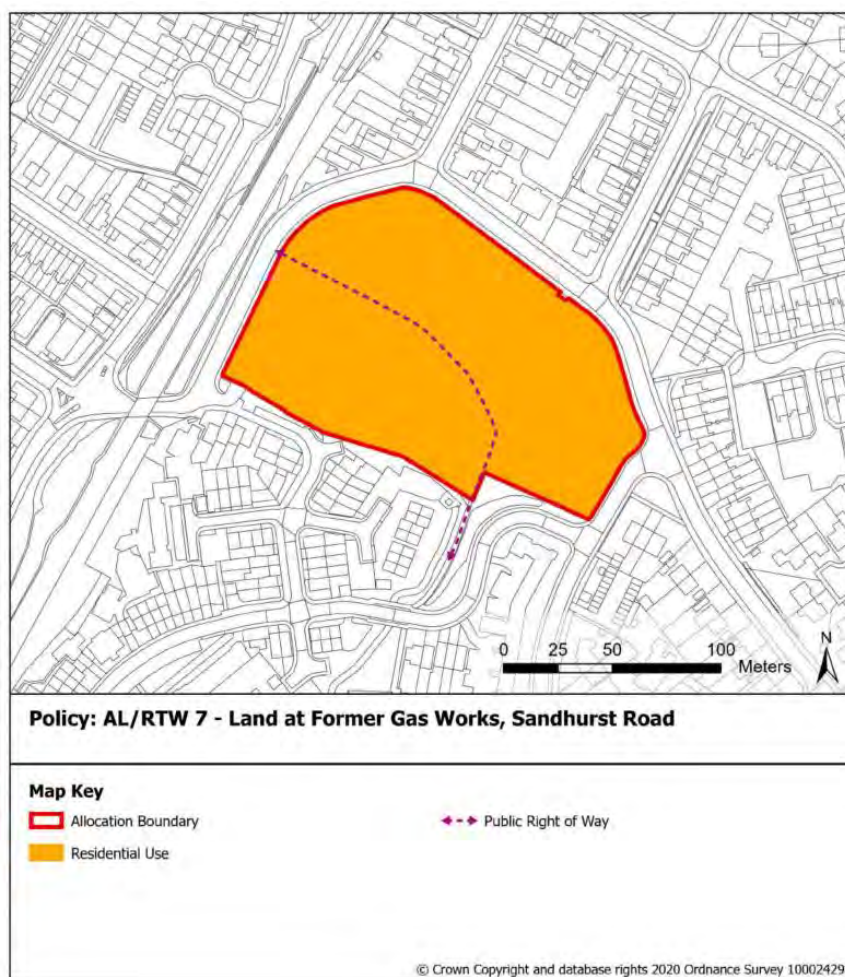 N
0 25 50 100
Meters
Policy: AL/RTW 7 - Land at Former Gas Works, Sandhurst Road
Map Key
Allocation Boundary
Public Right of Way
Residential Use
© Crown Copyright and database rights 2020 Ordnance Survey 10002429